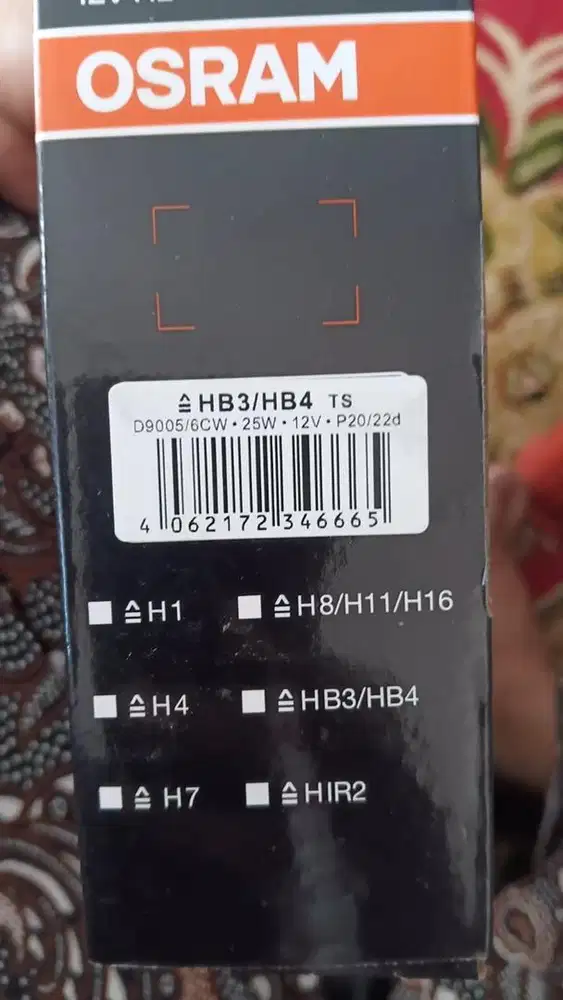 OSRAM
≙HB3/HB4 TS
D9005/6CW • 25W • 12V • P20/22d
4 062172 346665
≙H1 ≙H8/H11/H16
≙H4 ≙HB3/HB4
≙H7 ≙HIR2